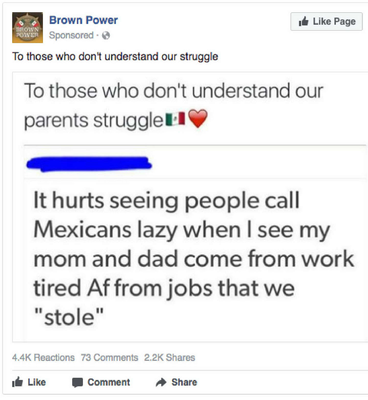 Brown Power
Like Page
BROWN
POWER
Sponsored ·
To those who don't understand our struggle
To those who don't understand our
parents struggle🇲🇽❤️
It hurts seeing people call
Mexicans lazy when I see my
mom and dad come from work
tired Af from jobs that we
"stole"
4.4K Reactions 73 Comments 2.2K Shares
Like Comment Share